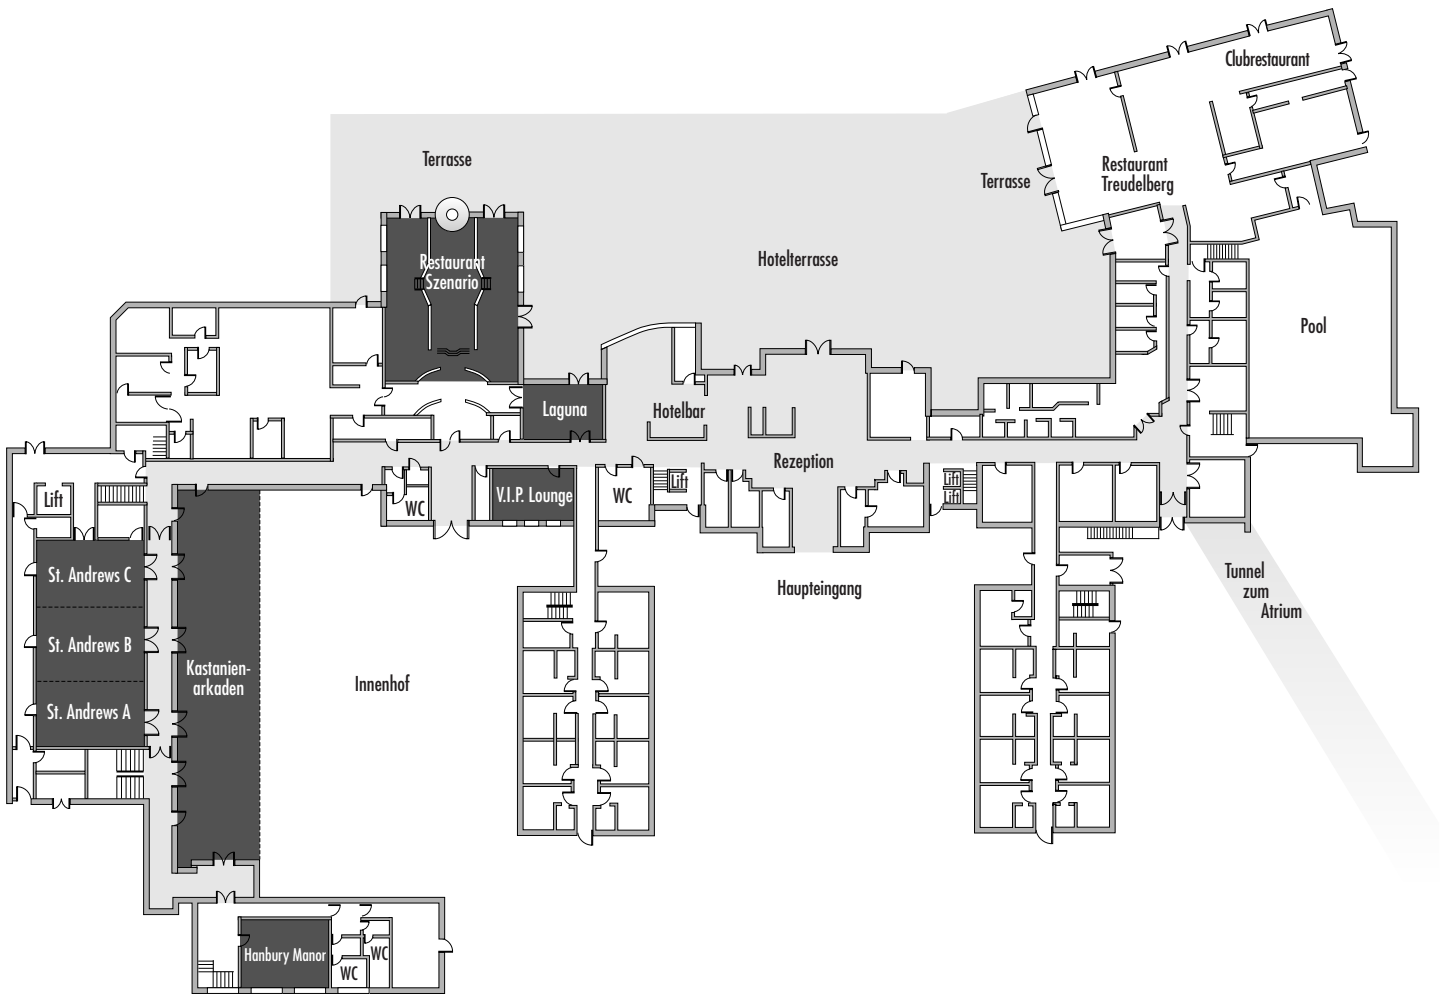 Clubrestaurant
Terrasse
Restaurant
Treudelberg
Terrasse
Hotelterrasse
Restaurant
Szenario
Pool
Laguna
Hotelbar
Rezeption
Lift
V.I.P. Lounge
WC
Lift
WC
Lift
Lift
St. Andrews C
St. Andrews B
St. Andrews A
Kastanien-
arkaden
Innenhof
Haupteingang
Tunnel
zum
Atrium
Hanbury Manor
WC
WC